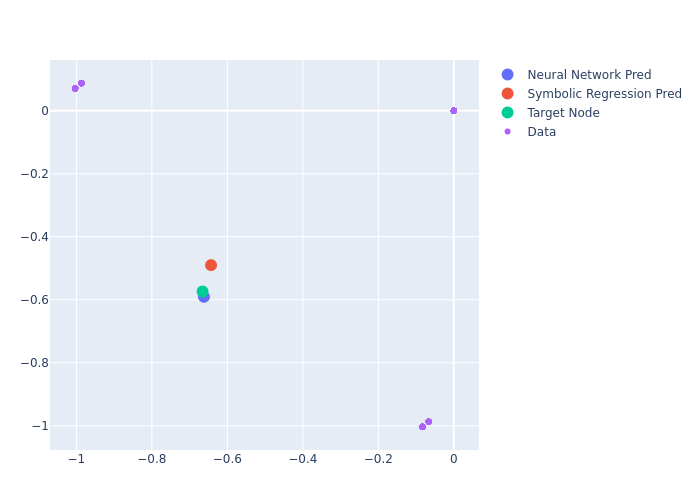 Neural Network Pred
Symbolic Regression Pred
Target Node
Data
0
−0.2
−0.4
−0.6
−0.8
−1
−1 −0.8 −0.6 −0.4 −0.2 0